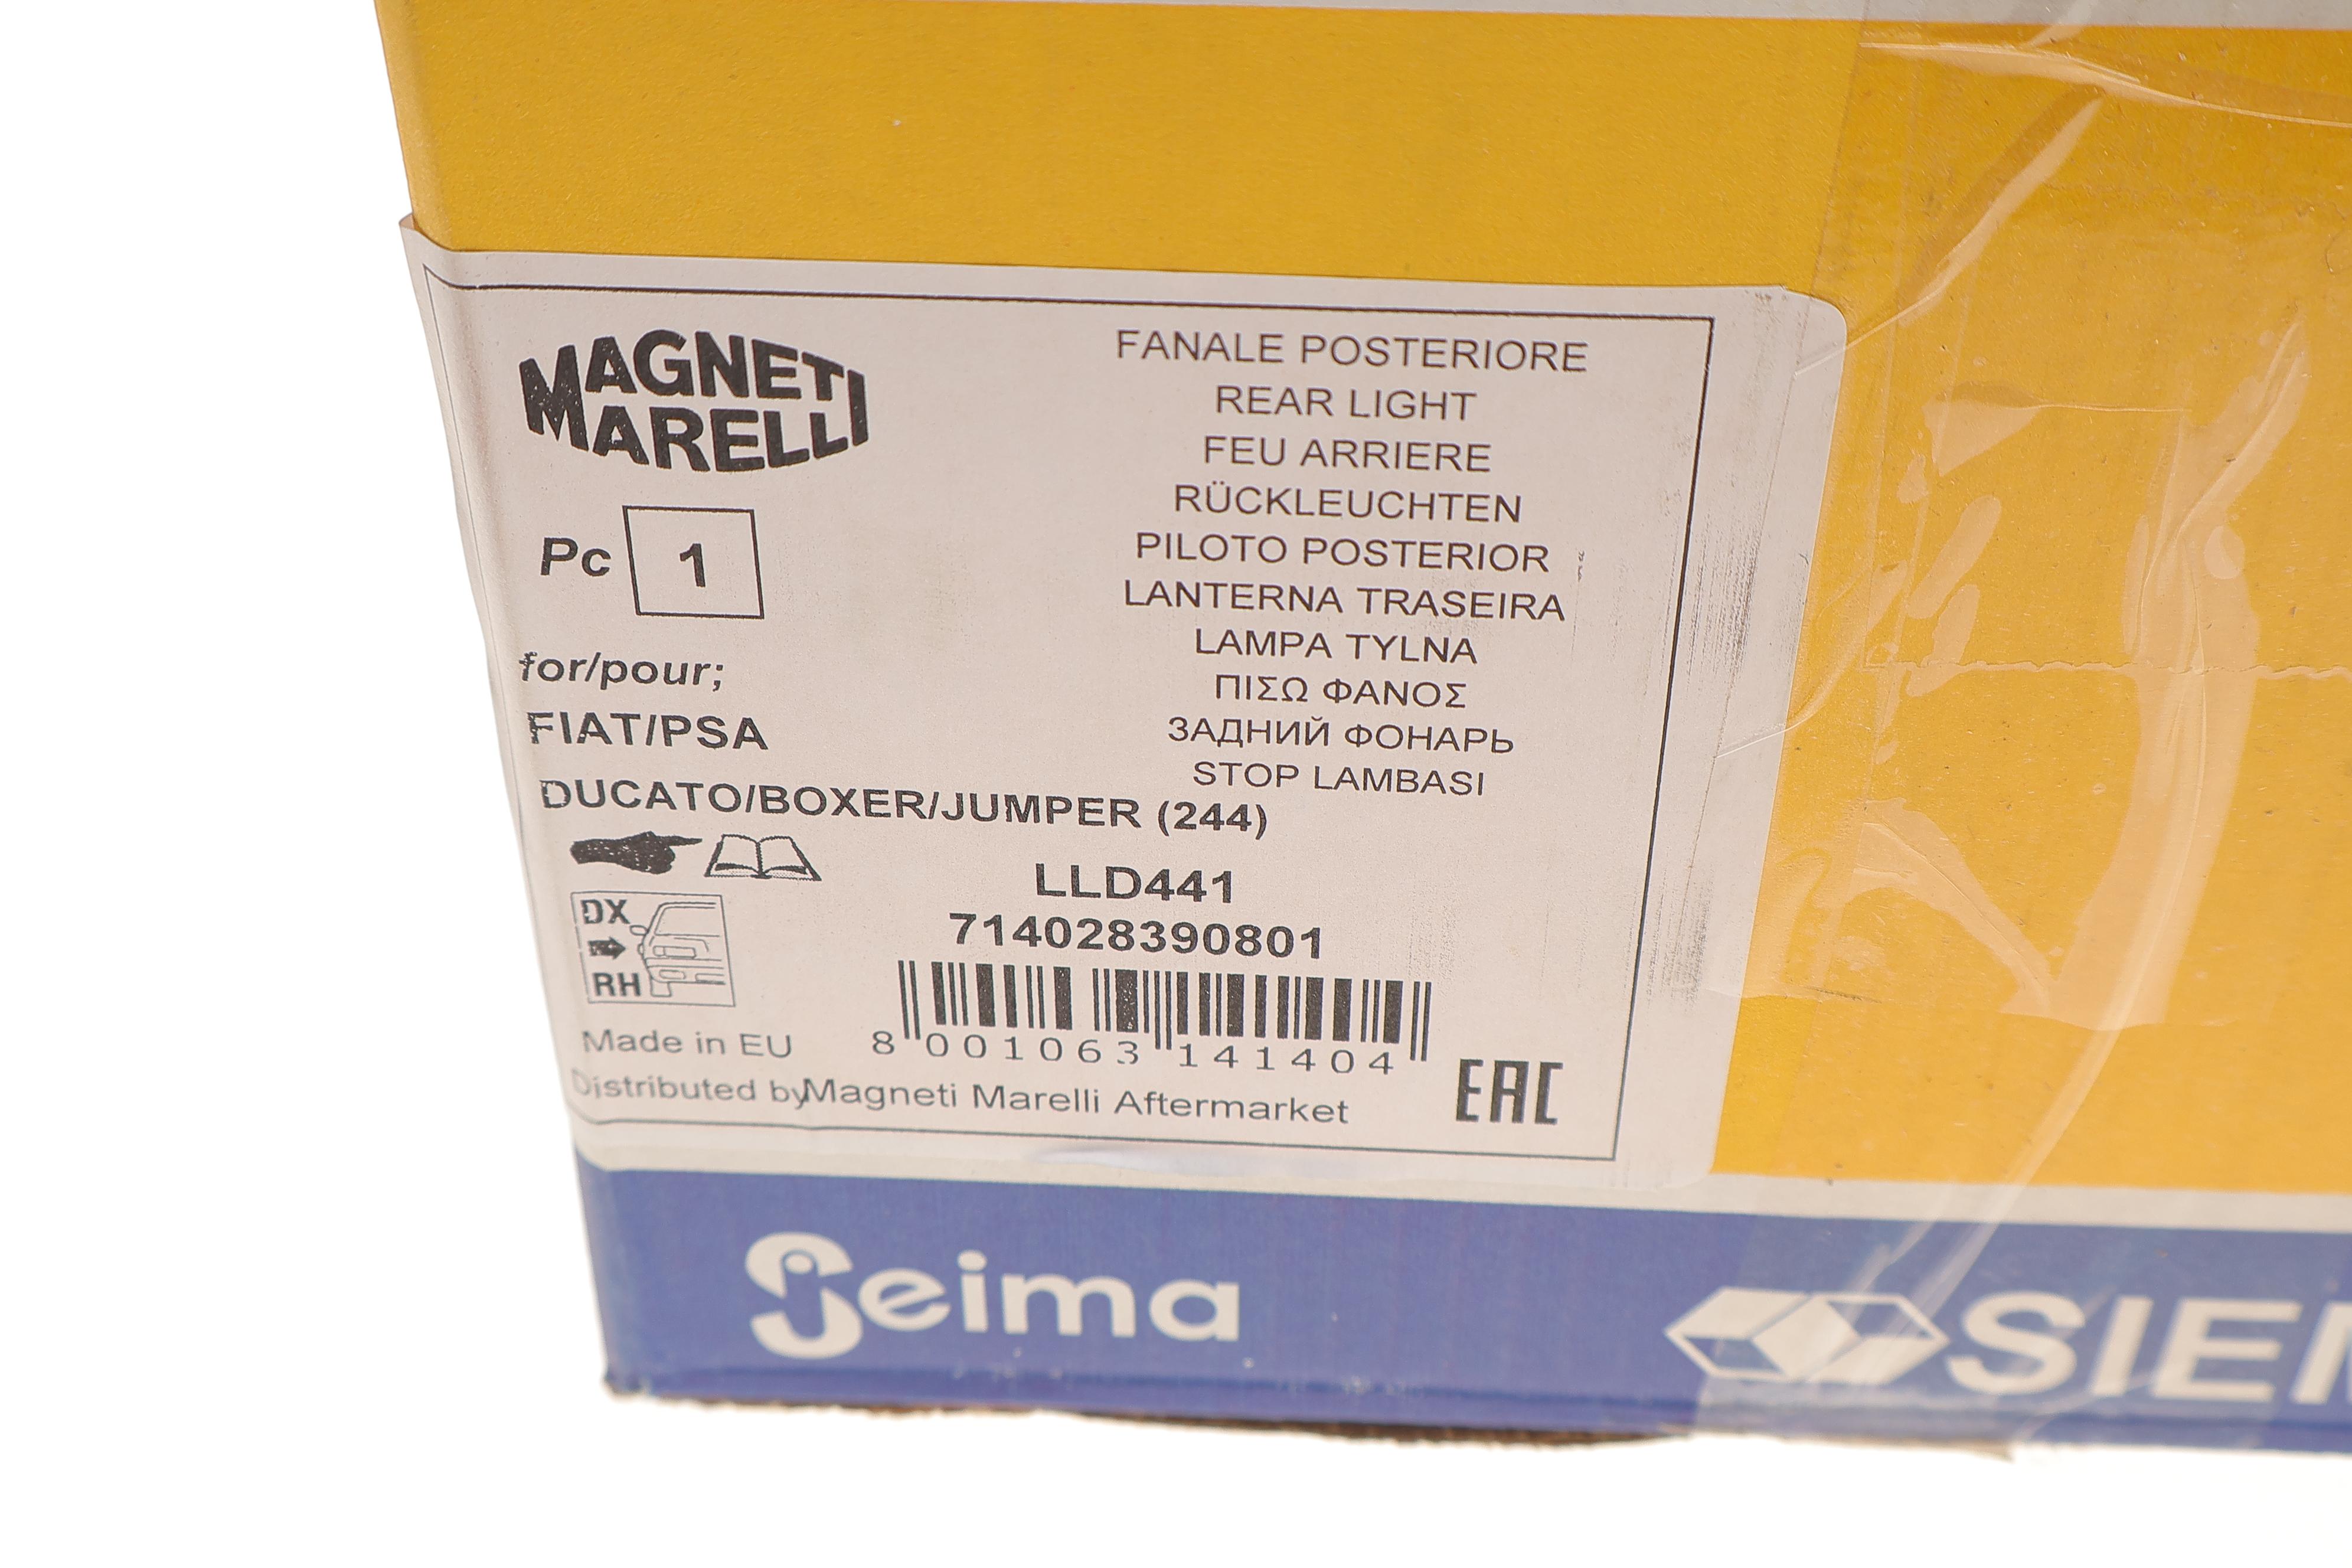 MAGNETI
MARELLI
Pc 1
for/pour;
FIAT/PSA
FANALE POSTERIORE
REAR LIGHT
FEU ARRIERE
RÜCKLEUCHTEN
PILOTO POSTERIOR
LANTERNA TRASEIRA
LAMPA TYLNA
ΠΙΣΩ ΦΑΝΟΣ
ЗАДНИЙ ФОНАРЬ
STOP LAMBASI
DUCATO/BOXER/JUMPER (244)
LLD441
714028390801
DX
RH
8 001063 141404
Made in EU
Distributed by Magneti Marelli Aftermarket
EAC
Seima